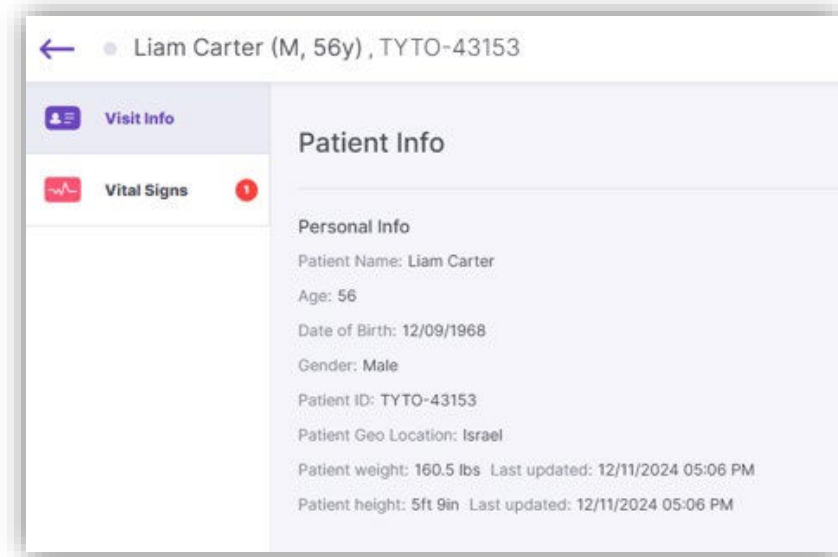 Liam Carter (M, 56y) , TYTO-43153
Visit Info
Vital Signs 1
Patient Info
Personal Info
Patient Name: Liam Carter
Age: 56
Date of Birth: 12/09/1968
Gender: Male
Patient ID: TYTO-43153
Patient Geo Location: Israel
Patient weight: 160.5 lbs Last updated: 12/11/2024 05:06 PM
Patient height: 5ft 9in Last updated: 12/11/2024 05:06 PM